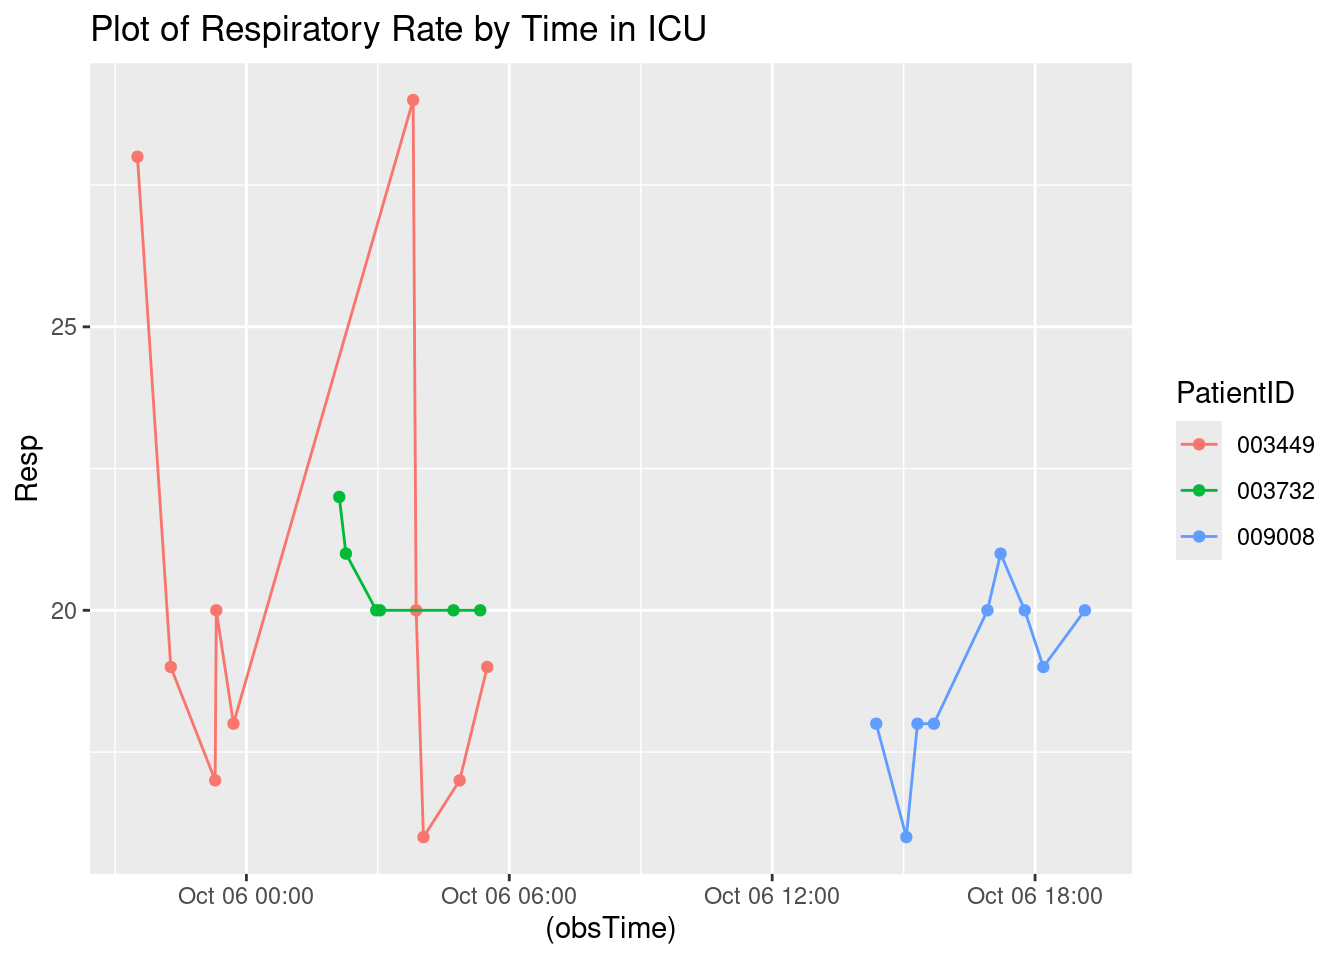 Plot of Respiratory Rate by Time in ICU
25
20
Resp
Oct 06 00:00
Oct 06 06:00
Oct 06 12:00
Oct 06 18:00
(obsTime)
PatientID
003449
003732
009008